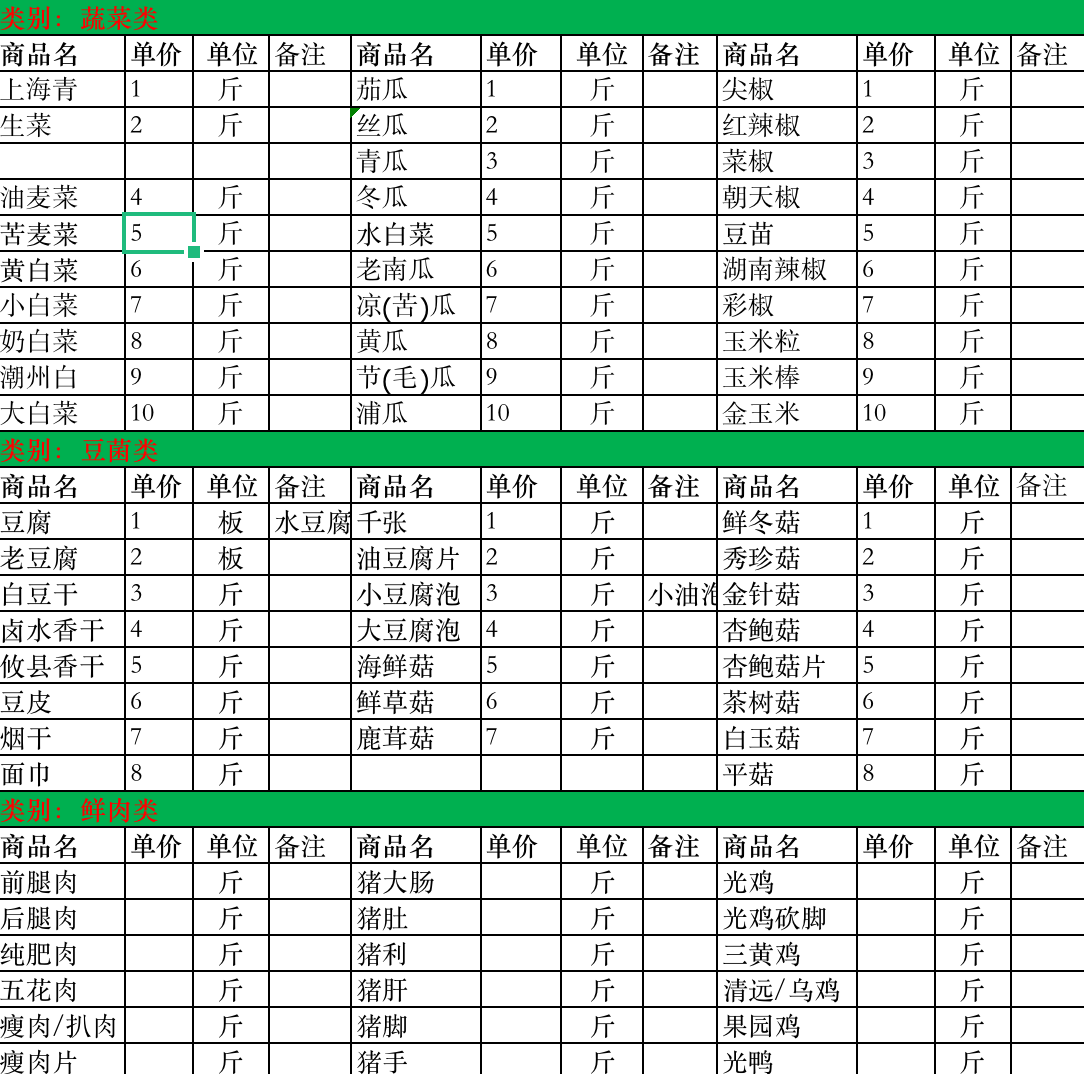 类别：蔬菜类
商品名 单价 单位 备注 商品名 单价 单位 备注 商品名 单价 单位 备注
上海青 1 斤 茄瓜 1 斤 尖椒 1 斤
生菜 2 斤 丝瓜 2 斤 红辣椒 2 斤
青瓜 3 斤 菜椒 3 斤
油麦菜 4 斤 冬瓜 4 斤 朝天椒 4 斤
苦麦菜 5 斤 水白菜 5 斤 豆苗 5 斤
黄白菜 6 斤 老南瓜 6 斤 湖南辣椒 6 斤
小白菜 7 斤 凉(苦)瓜 7 斤 彩椒 7 斤
奶白菜 8 斤 黄瓜 8 斤 玉米粒 8 斤
潮州白 9 斤 节(毛)瓜 9 斤 玉米棒 9 斤
大白菜 10 斤 浦瓜 10 斤 金玉米 10 斤
类别：豆菌类
商品名 单价 单位 备注 商品名 单价 单位 备注 商品名 单价 单位 备注
豆腐 1 板 水豆腐 千张 1 斤 鲜冬菇 1 斤
老豆腐 2 板 油豆腐片 2 斤 秀珍菇 2 斤
白豆干 3 斤 小豆腐泡 3 斤 小油泡 金针菇 3 斤
卤水香干 4 斤 大豆腐泡 4 斤 杏鲍菇 4 斤
攸县香干 5 斤 海鲜菇 5 斤 杏鲍菇片 5 斤
豆皮 6 斤 鲜草菇 6 斤 茶树菇 6 斤
烟干 7 斤 鹿茸菇 7 斤 白玉菇 7 斤
面巾 8 斤 平菇 8 斤
类别：鲜肉类
商品名 单价 单位 备注 商品名 单价 单位 备注 商品名 单价 单位 备注
前腿肉 斤 猪大肠 斤 光鸡 斤
后腿肉 斤 猪肚 斤 光鸡砍脚 斤
纯肥肉 斤 猪利 斤 三黄鸡 斤
五花肉 斤 猪肝 斤 清远/乌鸡 斤
瘦肉/扒肉 斤 猪脚 斤 果园鸡 斤
瘦肉片 斤 猪手 斤 光鸭 斤